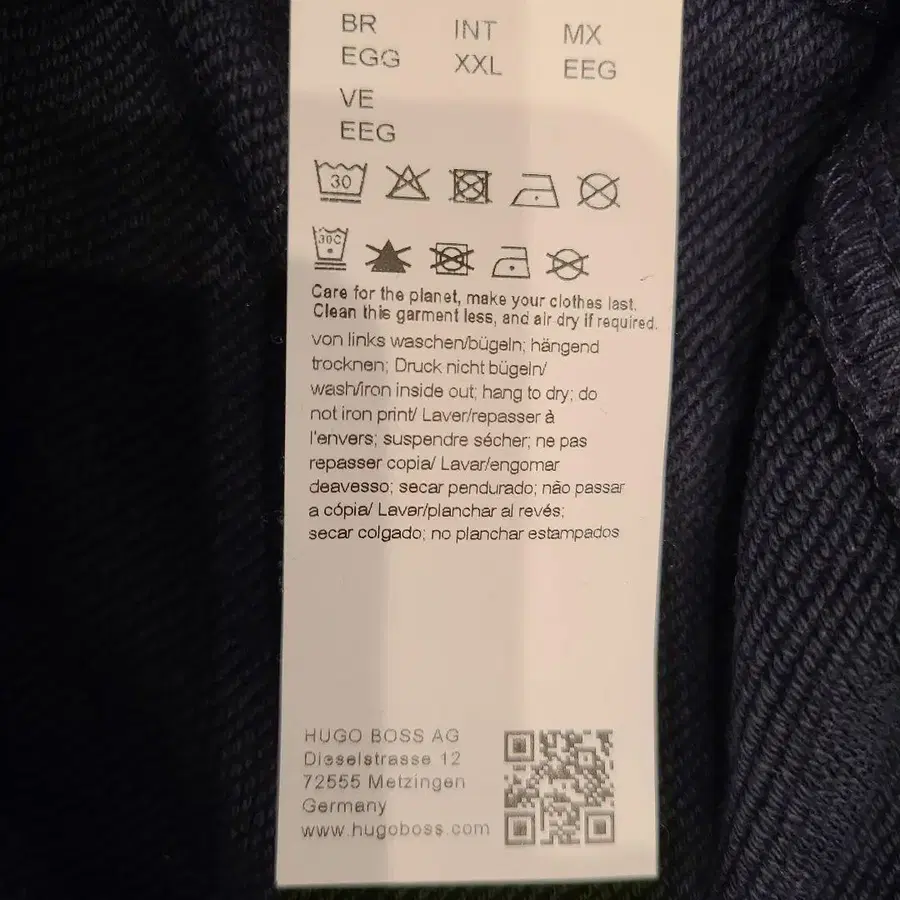 BR INT MX
EGG XXL EEG
VE
EEG
30
30C
Care for the planet, make your clothes last.
Clean this garment less, and air dry if required.
von links waschen/bügeln; hängend
trocknen; Druck nicht bügeln/
wash/iron inside out; hang to dry; do
not iron print/ Laver/repasser à
l'envers; suspendre sécher; ne pas
repasser copia/ Lavar/engomar
deavesso; secar pendurado; não passar
a cópia/ Lavar/planchar al revés;
secar colgado; no planchar estampados
HUGO BOSS AG
Dieselstrasse 12
72555 Metzingen
Germany
www.hugoboss.com